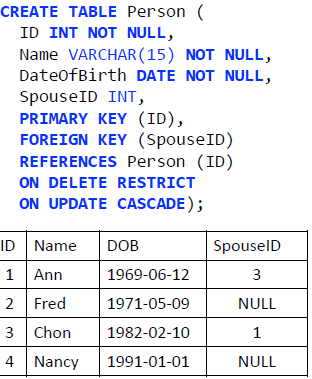 CREATE TABLE Person (
ID INT NOT NULL,
Name VARCHAR(15) NOT NULL,
DateOfBirth DATE NOT NULL,
SpouseID INT,
PRIMARY KEY (ID),
FOREIGN KEY (SpouseID)
REFERENCES Person (ID)
ON DELETE RESTRICT
ON UPDATE CASCADE);
ID Name DOB SpouseID
1 Ann 1969-06-12 3
2 Fred 1971-05-09 NULL
3 Chon 1982-02-10 1
4 Nancy 1991-01-01 NULL